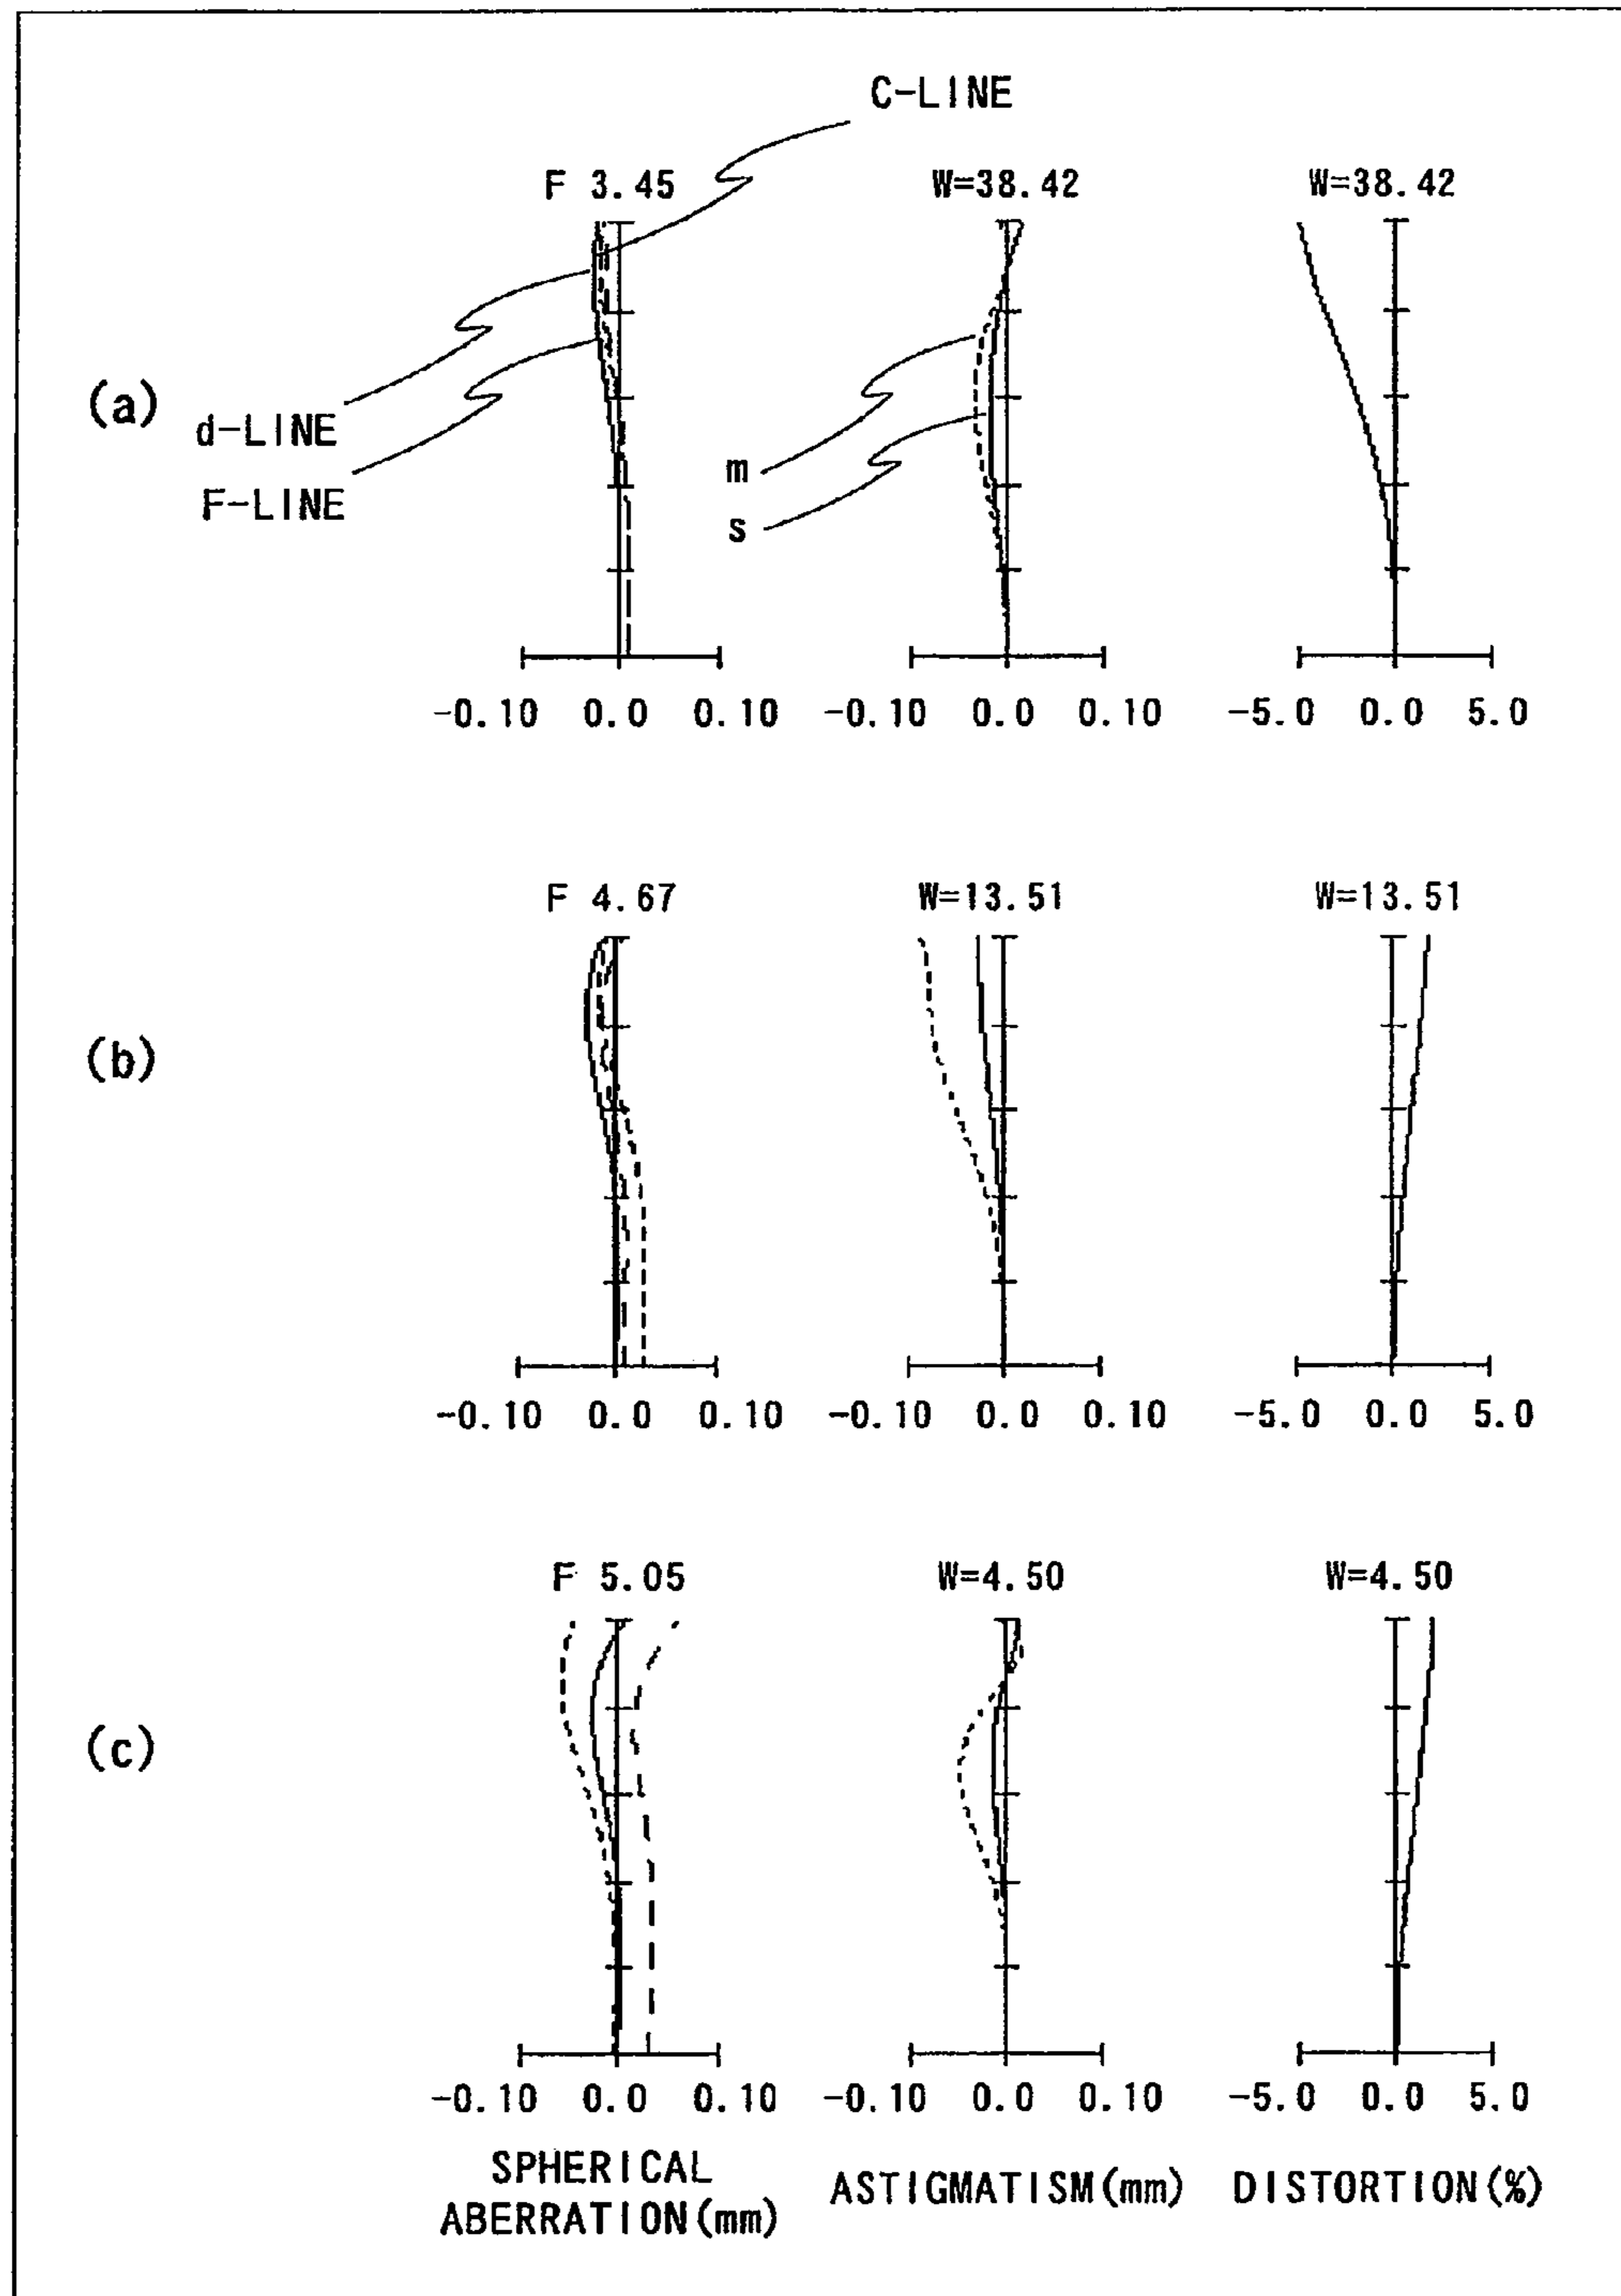 C-LINE
F 3.45 W=38.42 W=38.42
(a)
d-LINE
F-LINE
m
s
-0.10 0.0 0.10 -0.10 0.0 0.10 -5.0 0.0 5.0
F 4.67 W=13.51 W=13.51
(b)
-0.10 0.0 0.10 -0.10 0.0 0.10 -5.0 0.0 5.0
F 5.05 W=4.50 W=4.50
(c)
-0.10 0.0 0.10 -0.10 0.0 0.10 -5.0 0.0 5.0
SPHERICAL
ABERRATION(mm) ASTIGMATISM(mm) DISTORTION(%)